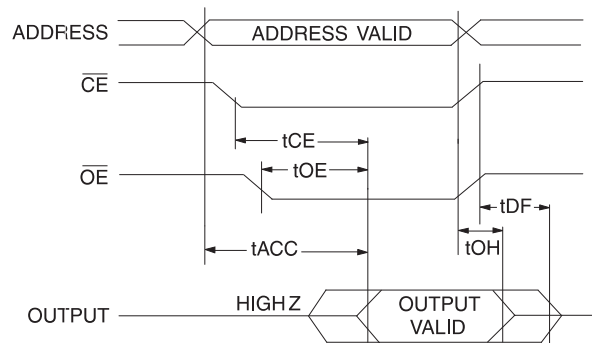 ADDRESS
ADDRESS VALID
CE
tCE
tOE
OE
tDF
tACC
tOH
HIGH Z
OUTPUT
OUTPUT
VALID